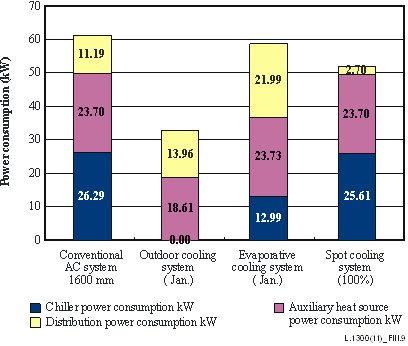 Power consumption (kW)
70
60
50
40
30
20
10
0
11.19
23.70
26.29
13.96
18.61
0.00
21.99
23.73
12.99
2.70
23.70
25.61
Conventional
AC system
1600 mm
Outdoor cooling
system
( Jan.)
Evaporative
cooling system
( Jan.)
Spot cooling
system
(100%)
Chiller power consumption kW
Distribution power consumption kW
Auxiliary heat source
power consumption kW
L.1300(11)_FIII.9